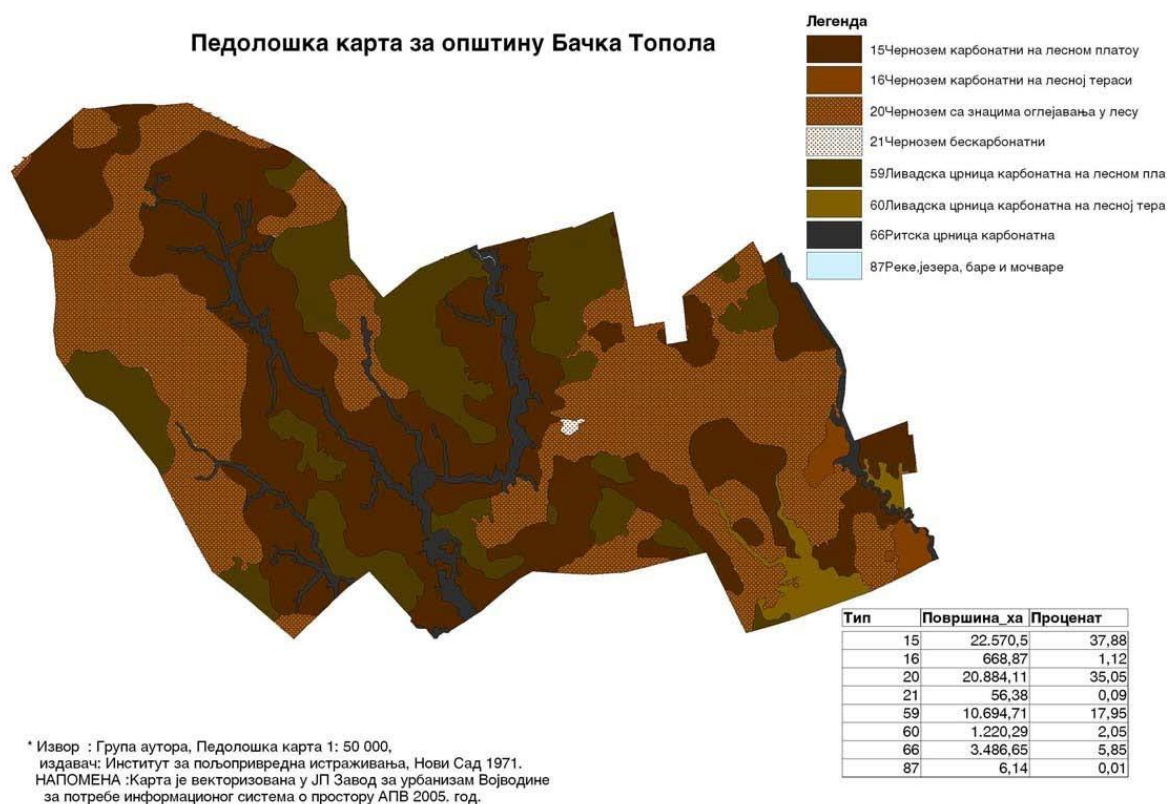 Педолошка карта за општину Бачка Топола
Легенда
15Чернозем карбонатни на лесном платоу
16Чернозем карбонатни на лесној тераси
20Чернозем са знацима оглејавања у лесу
21Чернозем бескарбонатни
59Ливадска црница карбонатна на лесном пла
60Ливадска црница карбонатна на лесној тера
66Ритска црница карбонатна
87Реке,језера, баре и мочваре
Тип Површина_ха Проценат
15 22.570,5 37,88
16 668,87 1,12
20 20.884,11 35,05
21 56,38 0,09
59 10.694,71 17,95
60 1.220,29 2,05
66 3.486,65 5,85
87 6,14 0,01
* Извор : Група аутора, Педолошка карта 1: 50 000,
издавач: Институт за пољопривредна истраживања, Нови Сад 1971.
НАПОМЕНА :Карта је векторизована у ЈП Завод за урбанизам Војводине
за потребе информационог система о простору АПВ 2005. год.